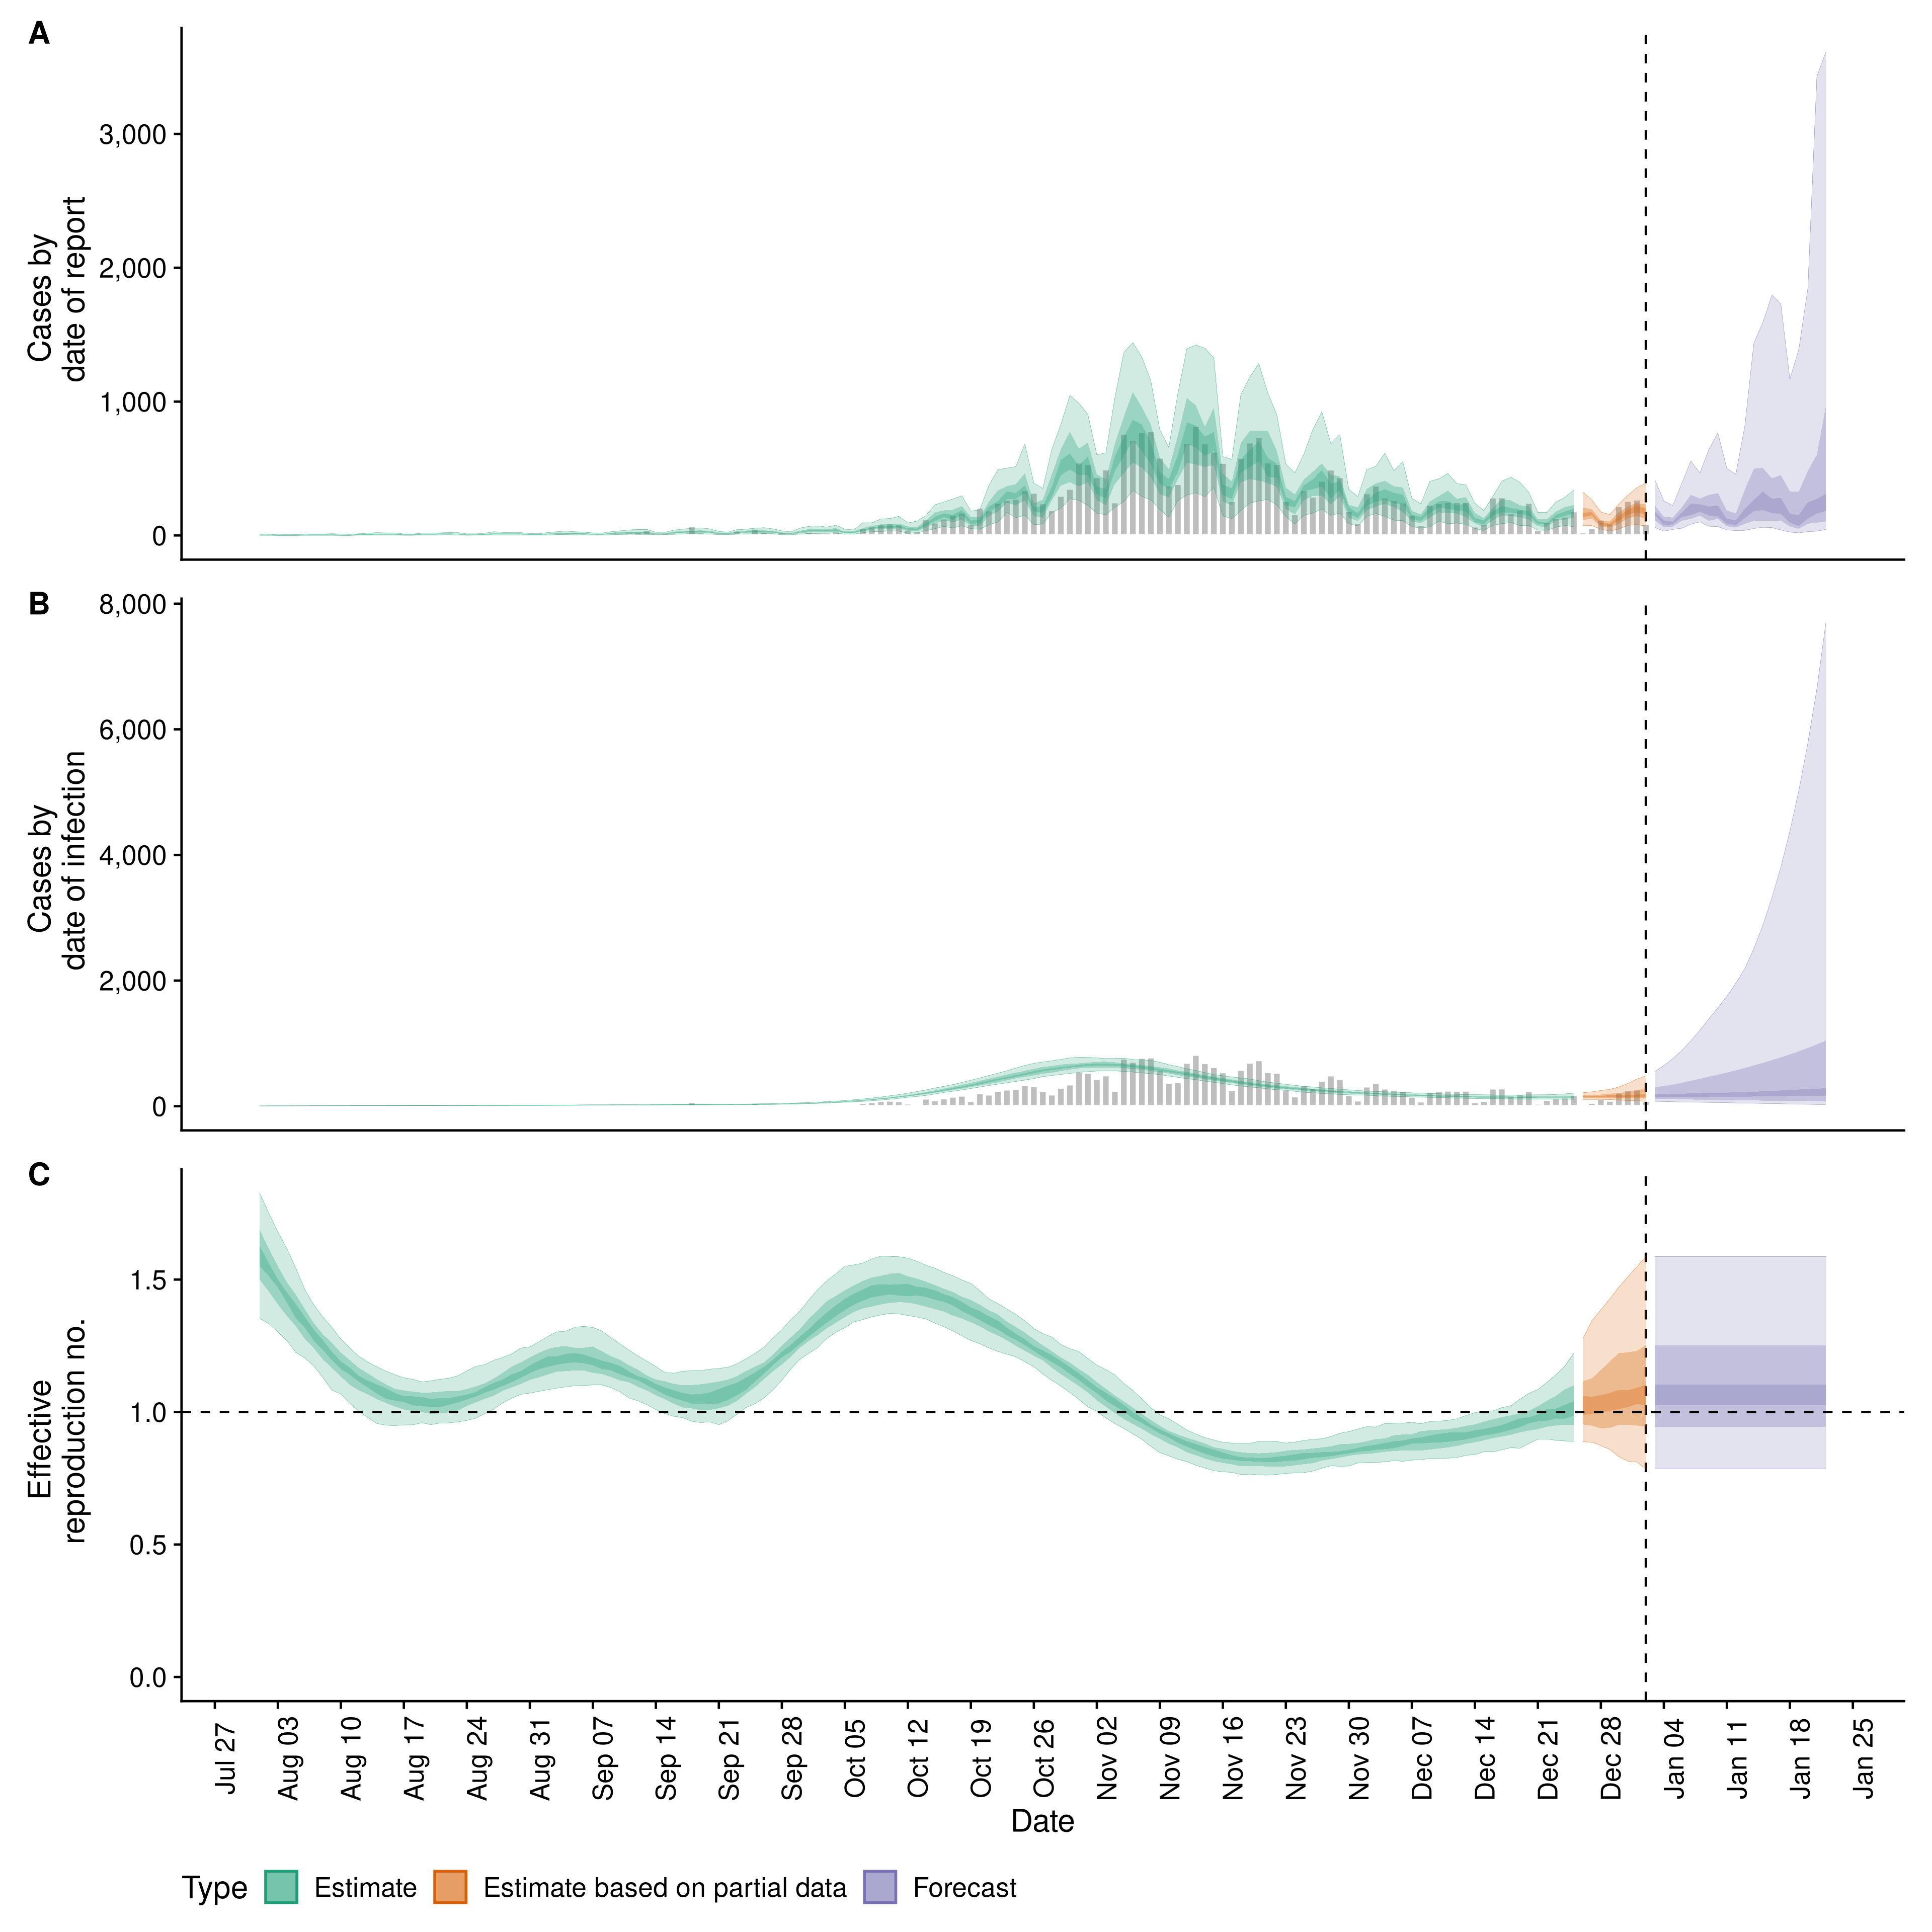 A
Cases by
date of report
3,000
2,000
1,000
0
B
Cases by
date of infection
8,000
6,000
4,000
2,000
0
C
Effective
reproduction no.
1.5
1.0
0.5
0.0
Jul 27
Aug 03
Aug 10
Aug 17
Aug 24
Aug 31
Sep 07
Sep 14
Sep 21
Sep 28
Oct 05
Oct 12
Oct 19
Oct 26
Nov 02
Nov 09
Nov 16
Nov 23
Nov 30
Dec 07
Dec 14
Dec 21
Dec 28
Jan 04
Jan 11
Jan 18
Jan 25
Date
Type Estimate Estimate based on partial data Forecast